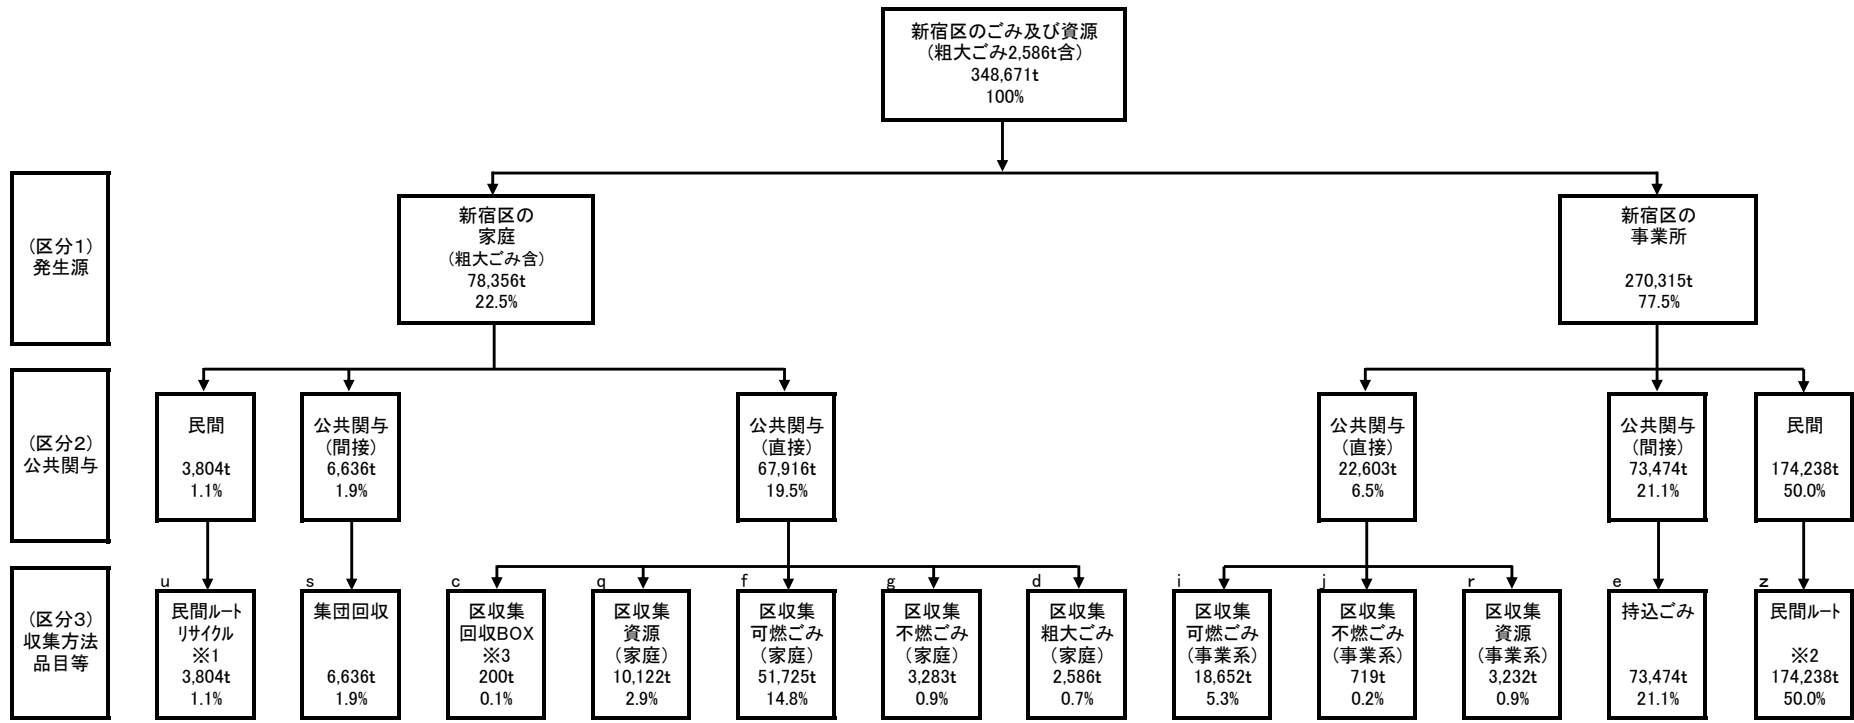 新宿区のごみ及び資源
(粗大ごみ2,586t含)
348,671t
100%
(区分1)
発生源
新宿区の
家庭
(粗大ごみ含)
78,356t
22.5%
新宿区の
事業所
270,315t
77.5%
(区分2)
公共関与
民間
3,804t
1.1%
公共関与
(間接)
6,636t
1.9%
公共関与
(直接)
67,916t
19.5%
公共関与
(直接)
22,603t
6.5%
公共関与
(間接)
73,474t
21.1%
民間
174,238t
50.0%
(区分3)
収集方法
品目等
u
民間ルート
リサイクル
※1
3,804t
1.1%
s
集団回収
6,636t
1.9%
c
区収集
回収BOX
※3
200t
0.1%
q
区収集
資源
(家庭)
10,122t
2.9%
f
区収集
可燃ごみ
(家庭)
51,725t
14.8%
g
区収集
不燃ごみ
(家庭)
3,283t
0.9%
d
区収集
粗大ごみ
(家庭)
2,586t
0.7%
i
区収集
可燃ごみ
(事業系)
18,652t
5.3%
j
区収集
不燃ごみ
(事業系)
719t
0.2%
r
区収集
資源
(事業系)
3,232t
0.9%
e
持込ごみ
73,474t
21.1%
z
民間ルート
※2
174,238t
50.0%